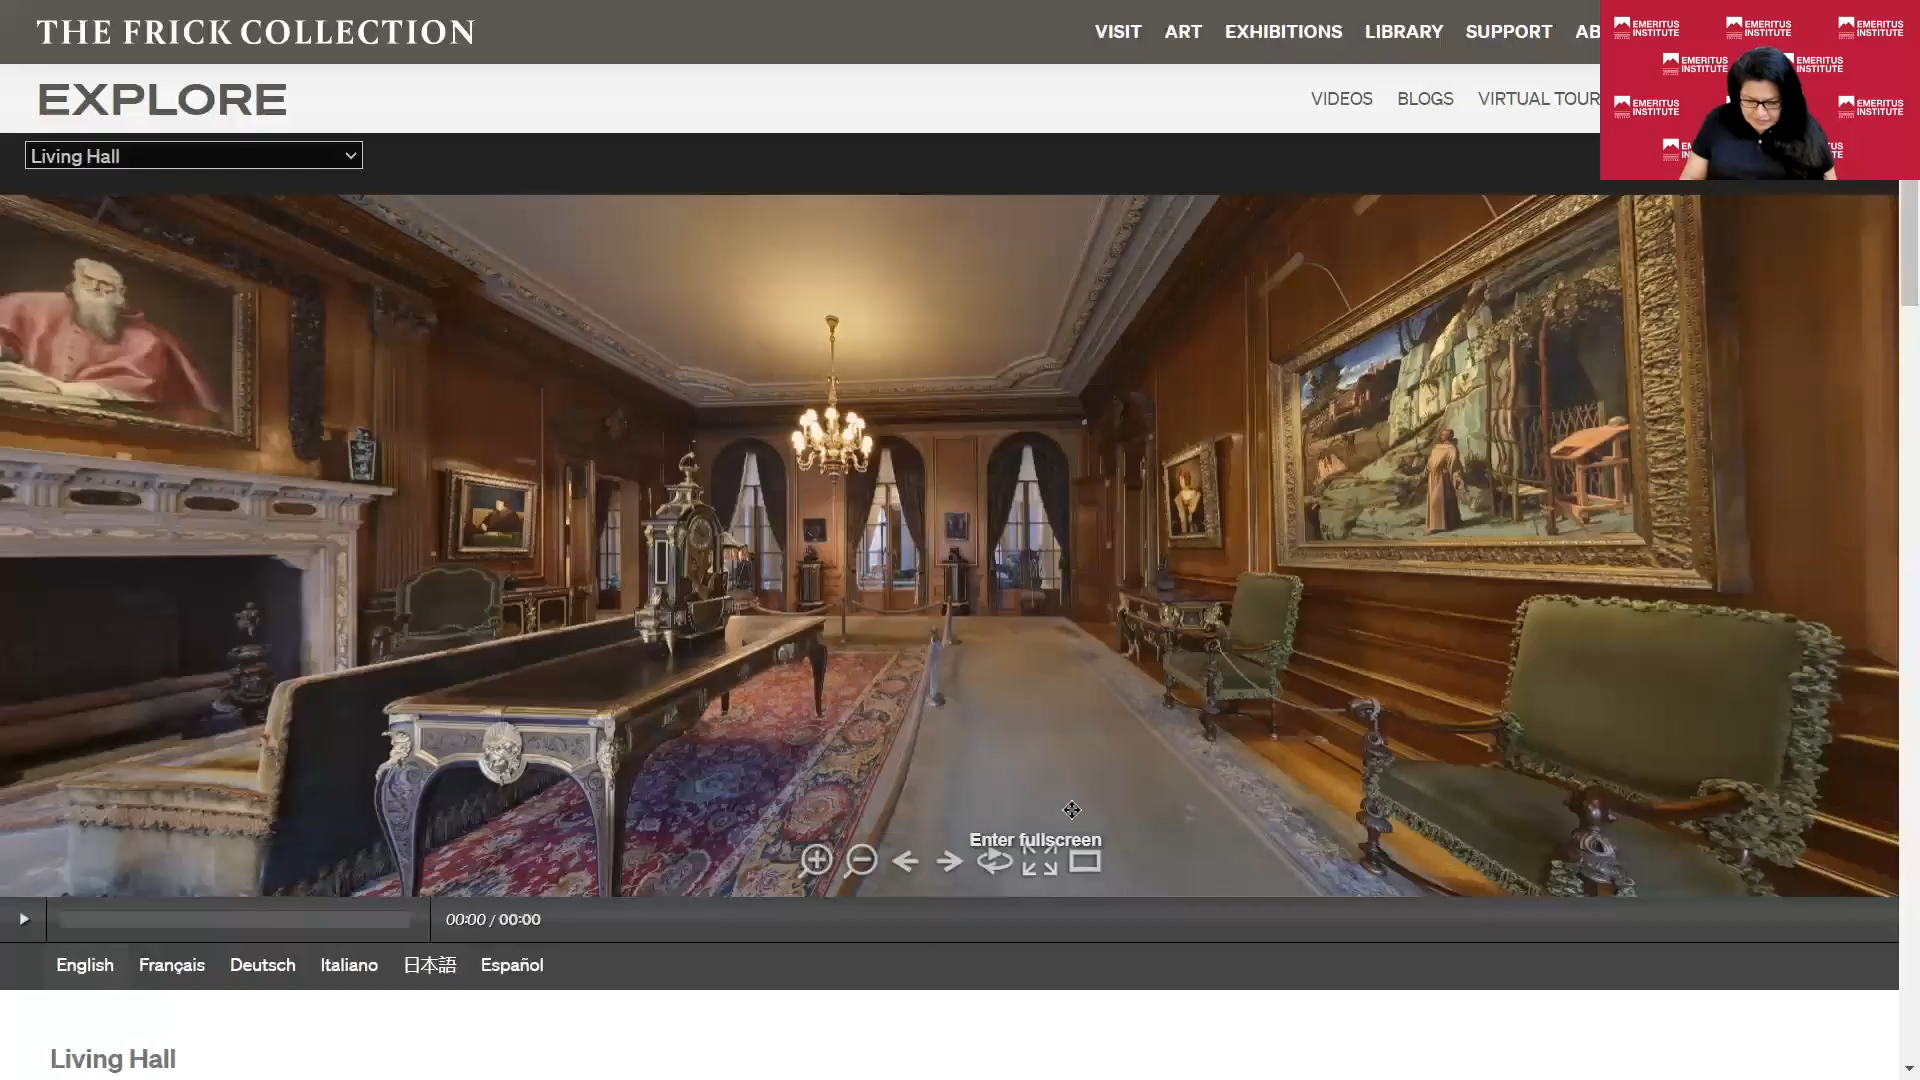 THE FRICK COLLECTION
VISIT ART EXHIBITIONS LIBRARY SUPPORT AB
EXPLORE
VIDEOS BLOGS VIRTUAL TOUR
Living Hall
EMERITUS INSTITUTE
EMERITUS INSTITUTE
EMERITUS INSTITUTE
EMERITUS INSTITUTE
EMERITUS INSTITUTE
EMERITUS INSTITUTE
EMERITUS INSTITUTE
Enter fullscreen
00:00 / 00:00
English Français Deutsch Italiano 日本語 Español
Living Hall